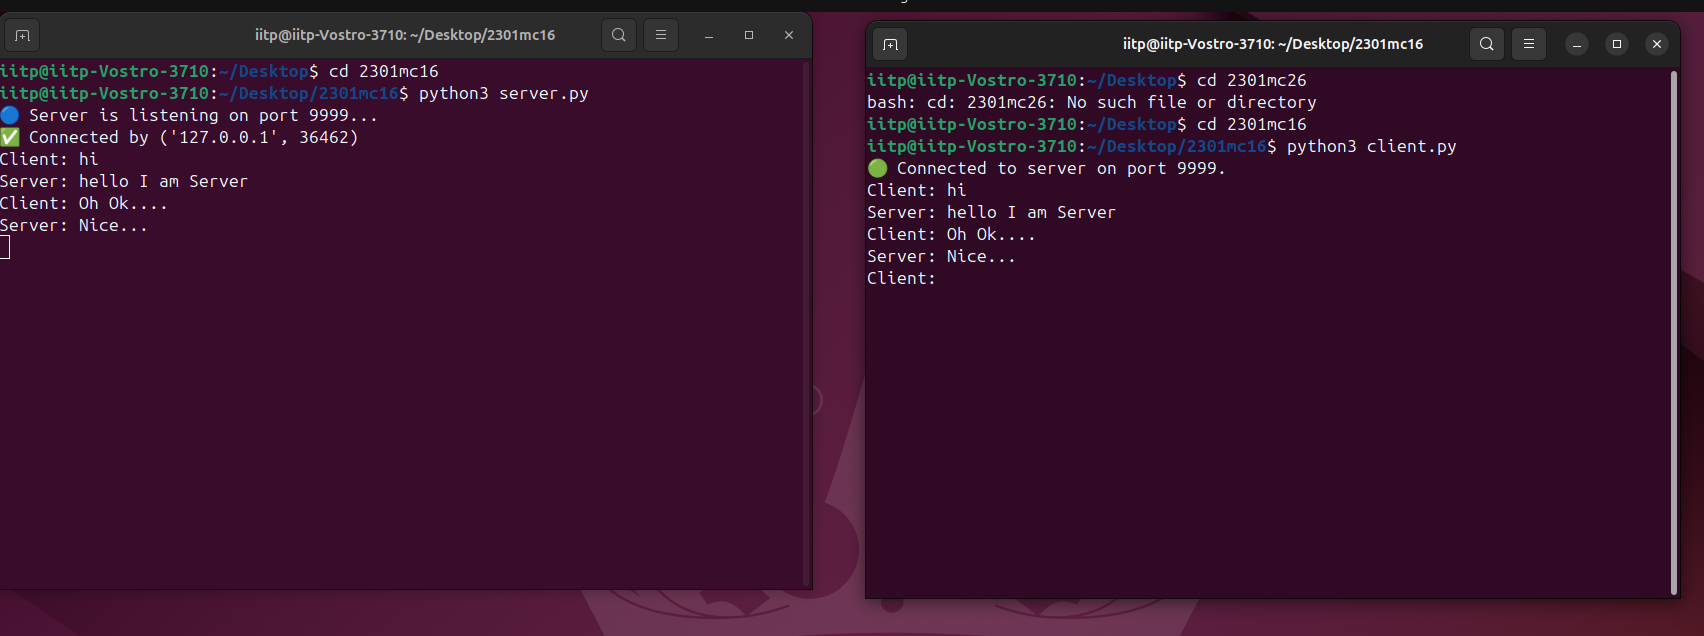 iitp@iitp-Vostro-3710: ~/Desktop/2301mc16
iitp@iitp-Vostro-3710:~/Desktop$ cd 2301mc16
iitp@iitp-Vostro-3710:~/Desktop/2301mc16$ python3 server.py
🔵 Server is listening on port 9999...
✅ Connected by ('127.0.0.1', 36462)
Client: hi
Server: hello I am Server
Client: Oh Ok....
Server: Nice...
iitp@iitp-Vostro-3710: ~/Desktop/2301mc16
iitp@iitp-Vostro-3710:~/Desktop$ cd 2301mc26
bash: cd: 2301mc26: No such file or directory
iitp@iitp-Vostro-3710:~/Desktop$ cd 2301mc16
iitp@iitp-Vostro-3710:~/Desktop/2301mc16$ python3 client.py
🟢 Connected to server on port 9999.
Client: hi
Server: hello I am Server
Client: Oh Ok....
Server: Nice...
Client: